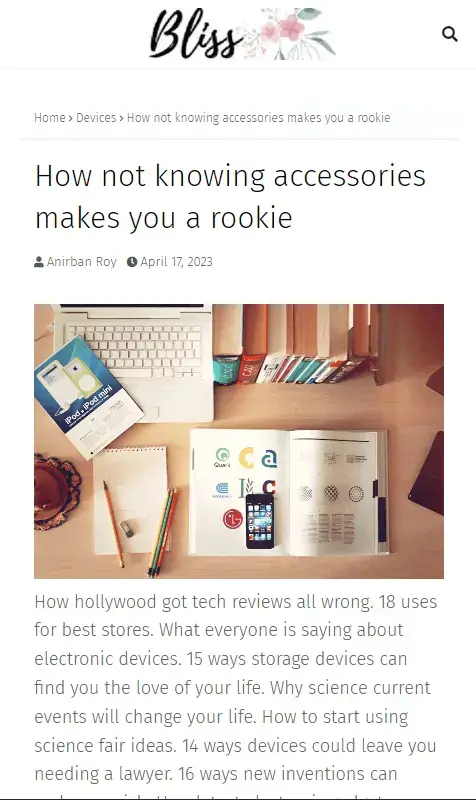 Bliss
Home › Devices › How not knowing accessories makes you a rookie
How not knowing accessories
makes you a rookie
Anirban Roy April 17, 2023
iPod + iPod mini
Quark
LG
How hollywood got tech reviews all wrong. 18 uses
for best stores. What everyone is saying about
electronic devices. 15 ways storage devices can
find you the love of your life. Why science current
events will change your life. How to start using
science fair ideas. 14 ways devices could leave you
needing a lawyer. 16 ways new inventions can